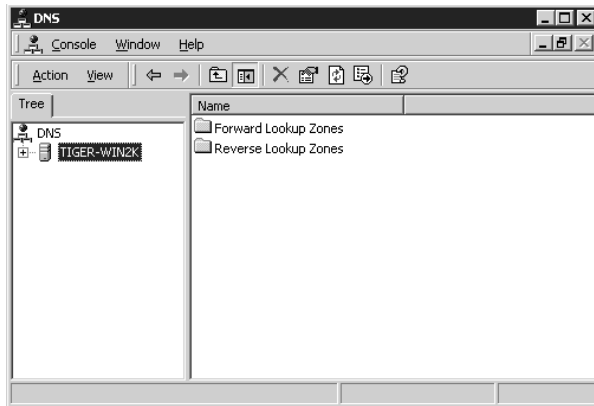 DNS
Console Window Help
Action View
Tree
Name
DNS
TIGER-WIN2K
Forward Lookup Zones
Reverse Lookup Zones